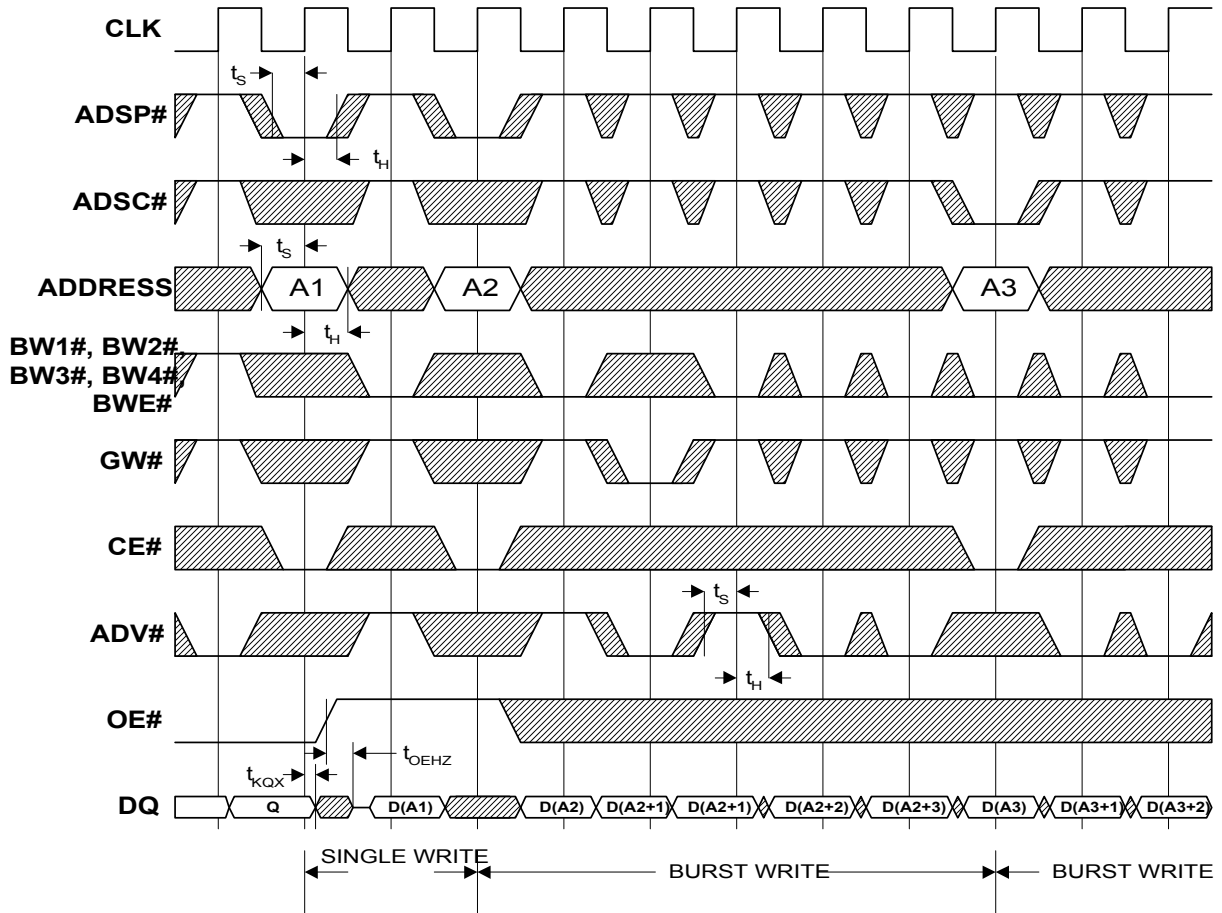 CLK
t_S
ADSP#
t_H
ADSC#
t_S
ADDRESS A1 A2 A3
t_H
BW1#, BW2#,
BW3#, BW4#,
BWE#
GW#
CE#
t_S
ADV#
t_H
OE#
t_OEHZ
t_KQX
DQ Q D(A1) D(A2) D(A2+1) D(A2+1) D(A2+2) D(A2+3) D(A3) D(A3+1) D(A3+2)
SINGLE WRITE BURST WRITE BURST WRITE